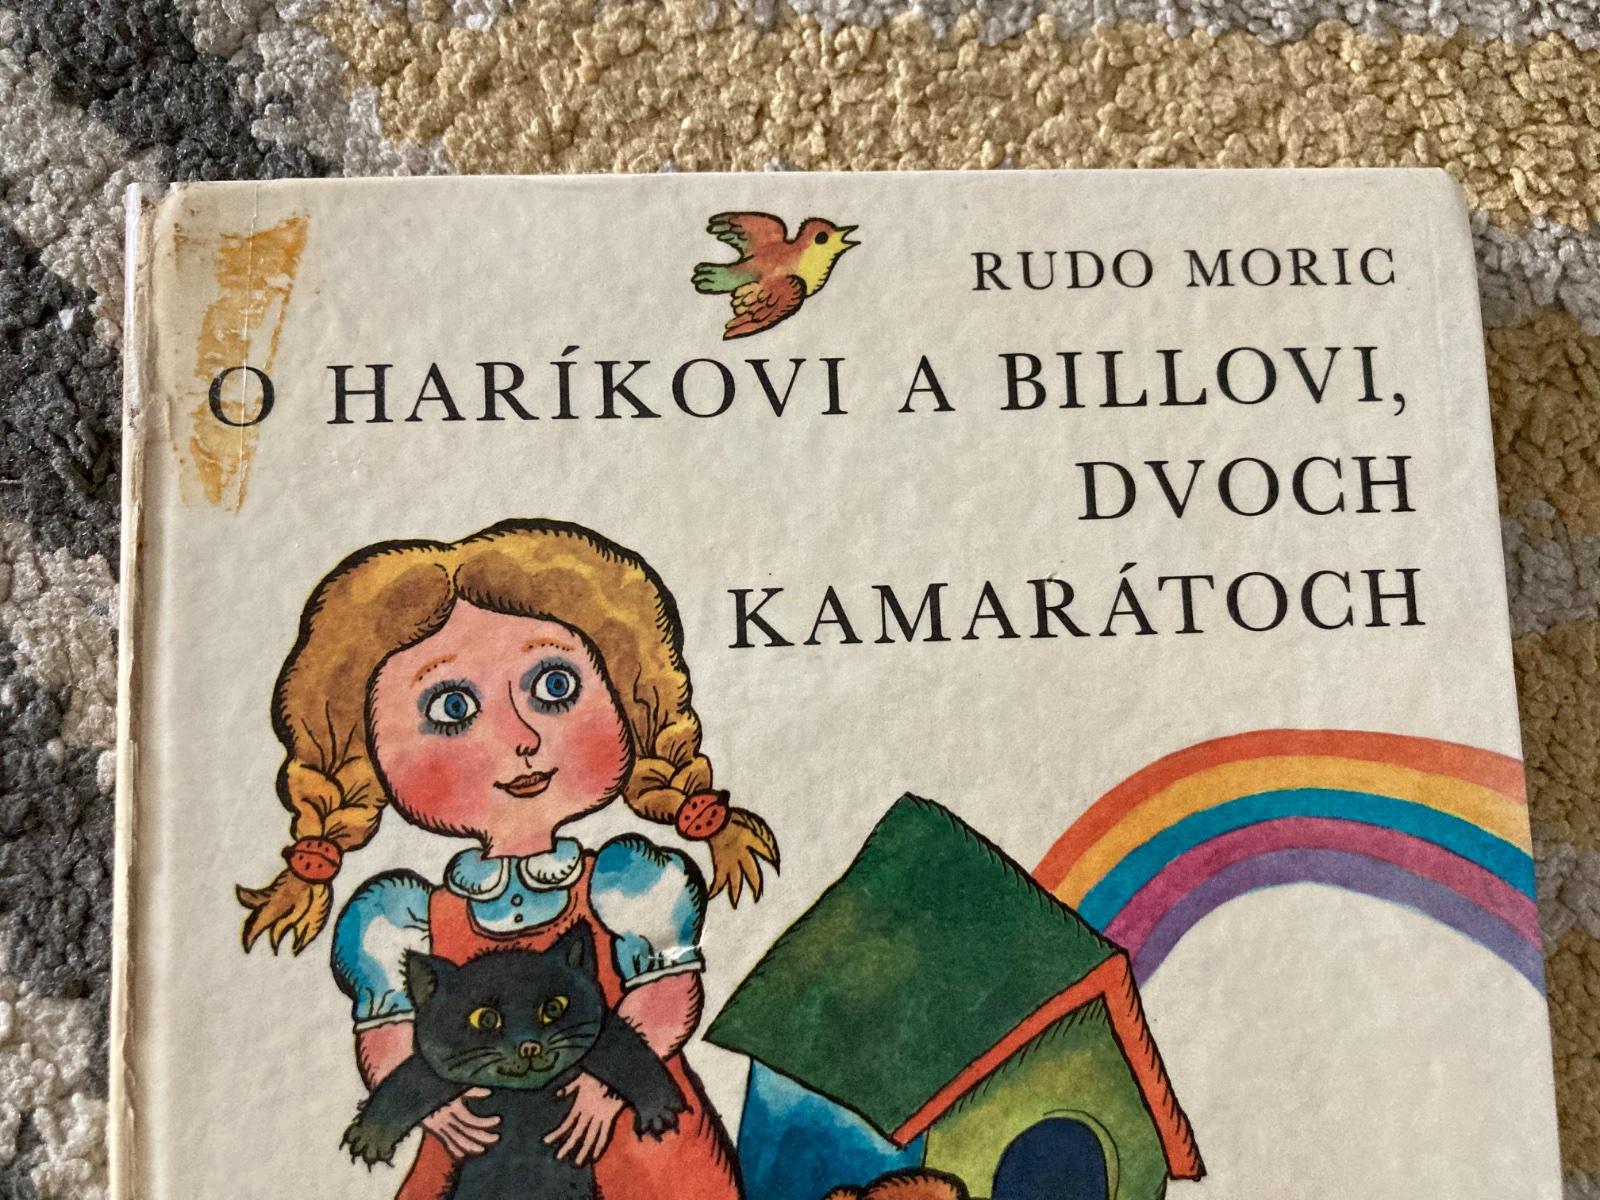 RUDO MORIC
O HARÍKOVI A BILLOVI,
DVOCH
KAMARÁTOCH